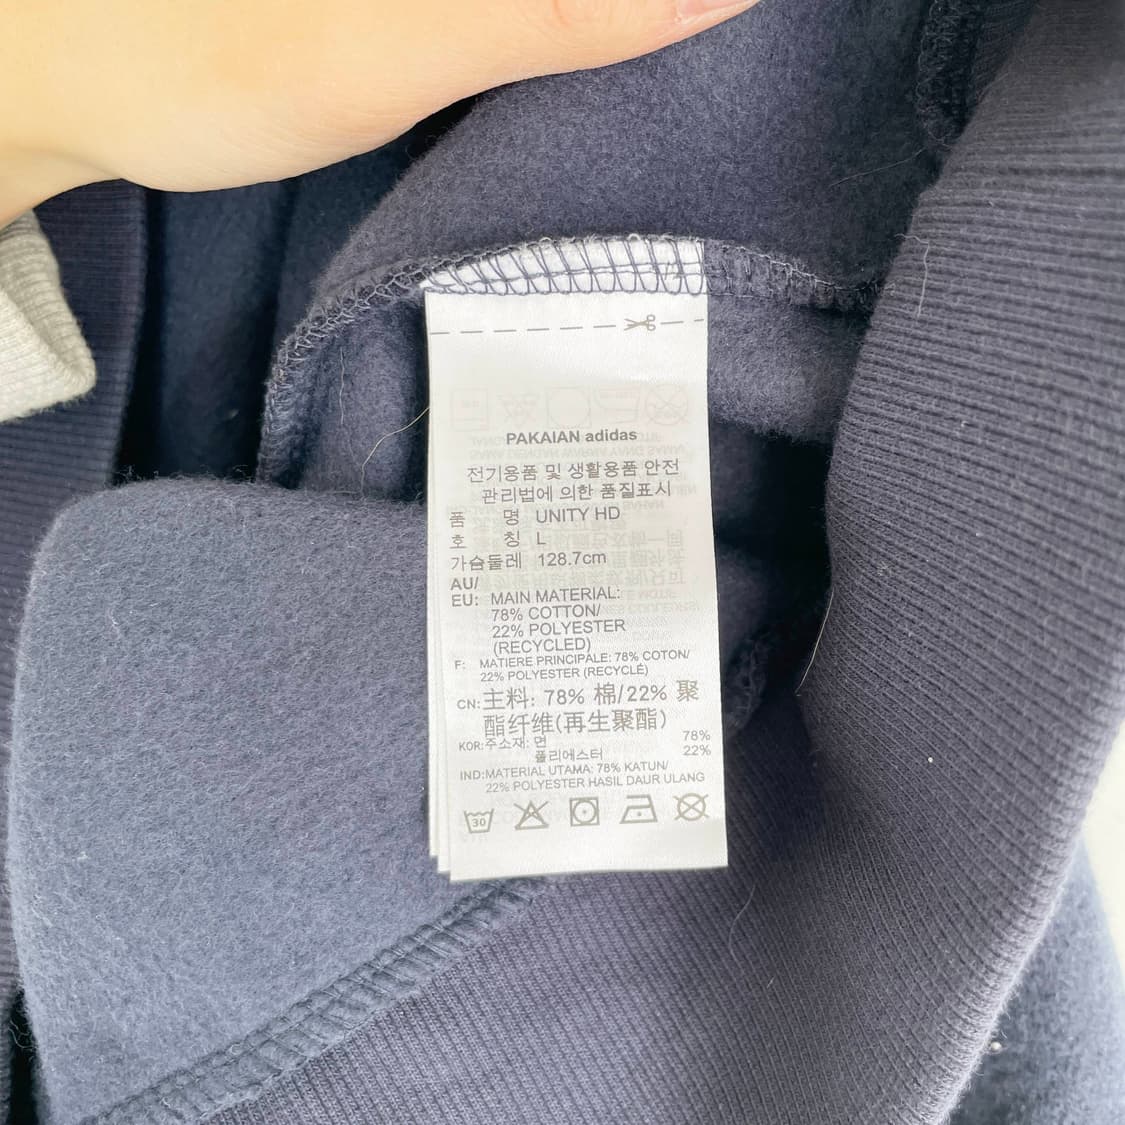 PAKAIAN adidas
전기용품 및 생활용품 안전
관리법에 의한 품질표시
품 명 UNITY HD
호 칭 L
가슴둘레 128.7cm
AU/
EU: MAIN MATERIAL:
78% COTTON/
22% POLYESTER
(RECYCLED)
F: MATIERE PRINCIPALE: 78% COTON/
22% POLYESTER (RECYCLÉ)
CN: 主料: 78% 棉/22% 聚
酯纤维(再生聚酯)
KOR: 주소재: 면 78%
폴리에스터 22%
IND: MATERIAL UTAMA: 78% KATUN/
22% POLYESTER HASIL DAUR ULANG
30